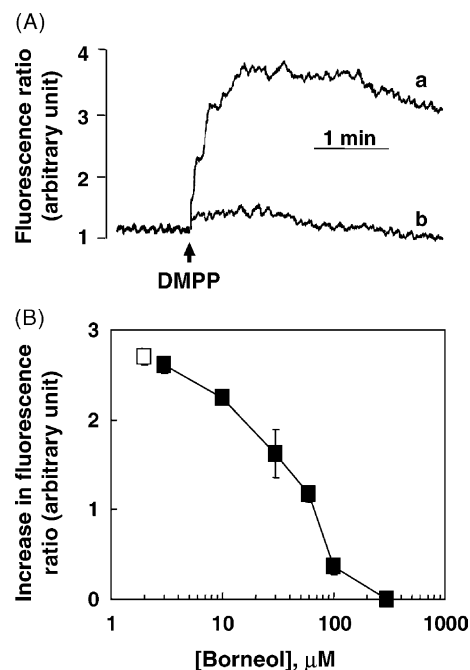 (A)
Fluorescence ratio
(arbitrary unit)
4
3
2
1
a
1 min
b
DMPP
(B)
Increase in fluorescence
ratio (arbitrary unit)
3
2
1
0
1 10 100 1000
[Borneol], μM